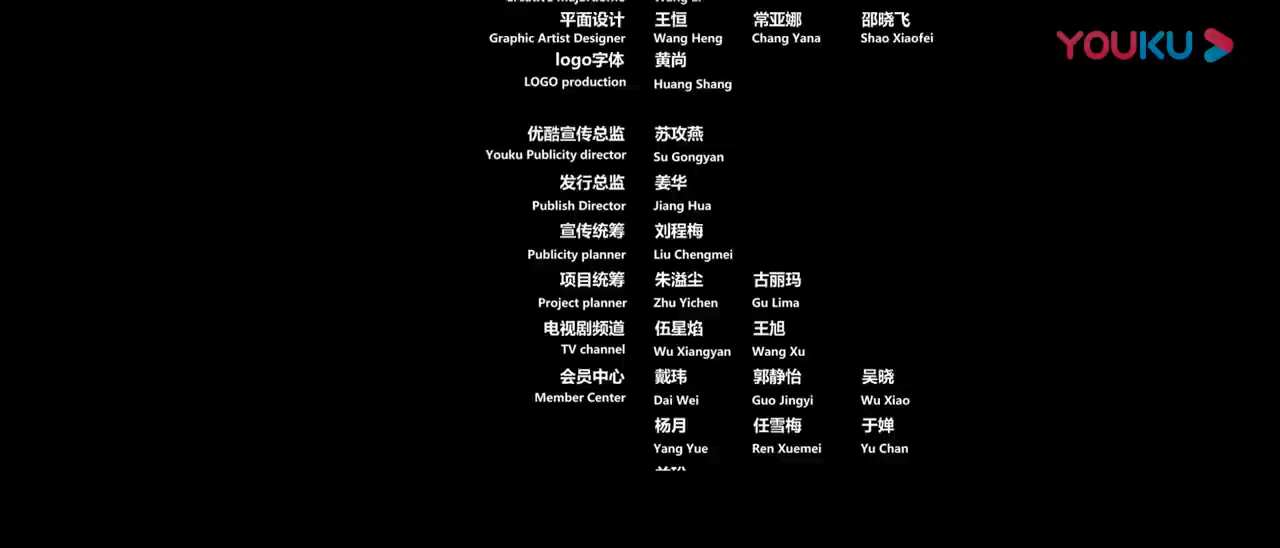 平面设计 王恒 常亚娜 邵晓飞
Graphic Artist Designer Wang Heng Chang Yana Shao Xiaofei
logo字体 黄尚
LOGO production Huang Shang
优酷宣传总监 苏攻燕
Youku Publicity director Su Gongyan
发行总监 姜华
Publish Director Jiang Hua
宣传统筹 刘程梅
Publicity planner Liu Chengmei
项目统筹 朱溢尘 古丽玛
Project planner Zhu Yichen Gu Lima
电视剧频道 伍星焰 王旭
TV channel Wu Xiangyan Wang Xu
会员中心 戴玮 郭静怡 吴晓
Member Center Dai Wei Guo Jingyi Wu Xiao
杨月 任雪梅 于婵
Yang Yue Ren Xuemei Yu Chan
YOUKU